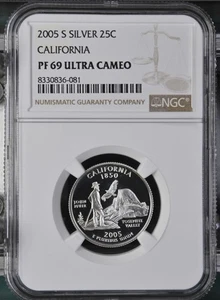 2005 S SILVER 25C
CALIFORNIA
PF 69 ULTRA CAMEO
8330836-081
NUMISMATIC GUARANTY COMPANY
NGC
CALIFORNIA
1850
JOHN
MUIR
YOSEMITE
VALLEY
2005
E PLURIBUS UNUM